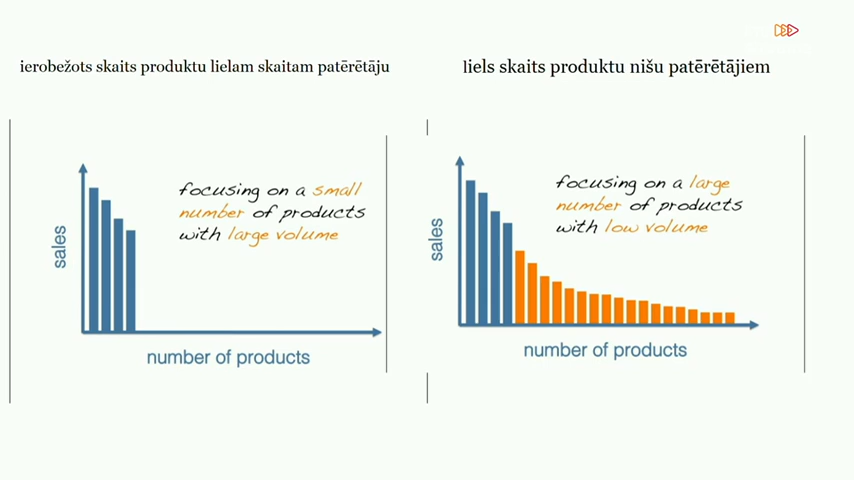 ierobežots skaits produktu lielam skaitam patērētāju
sales
focusing on a small
number of products
with large volume
number of products
liels skaits produktu nišu patērētājiem
sales
focusing on a large
number of products
with low volume
number of products